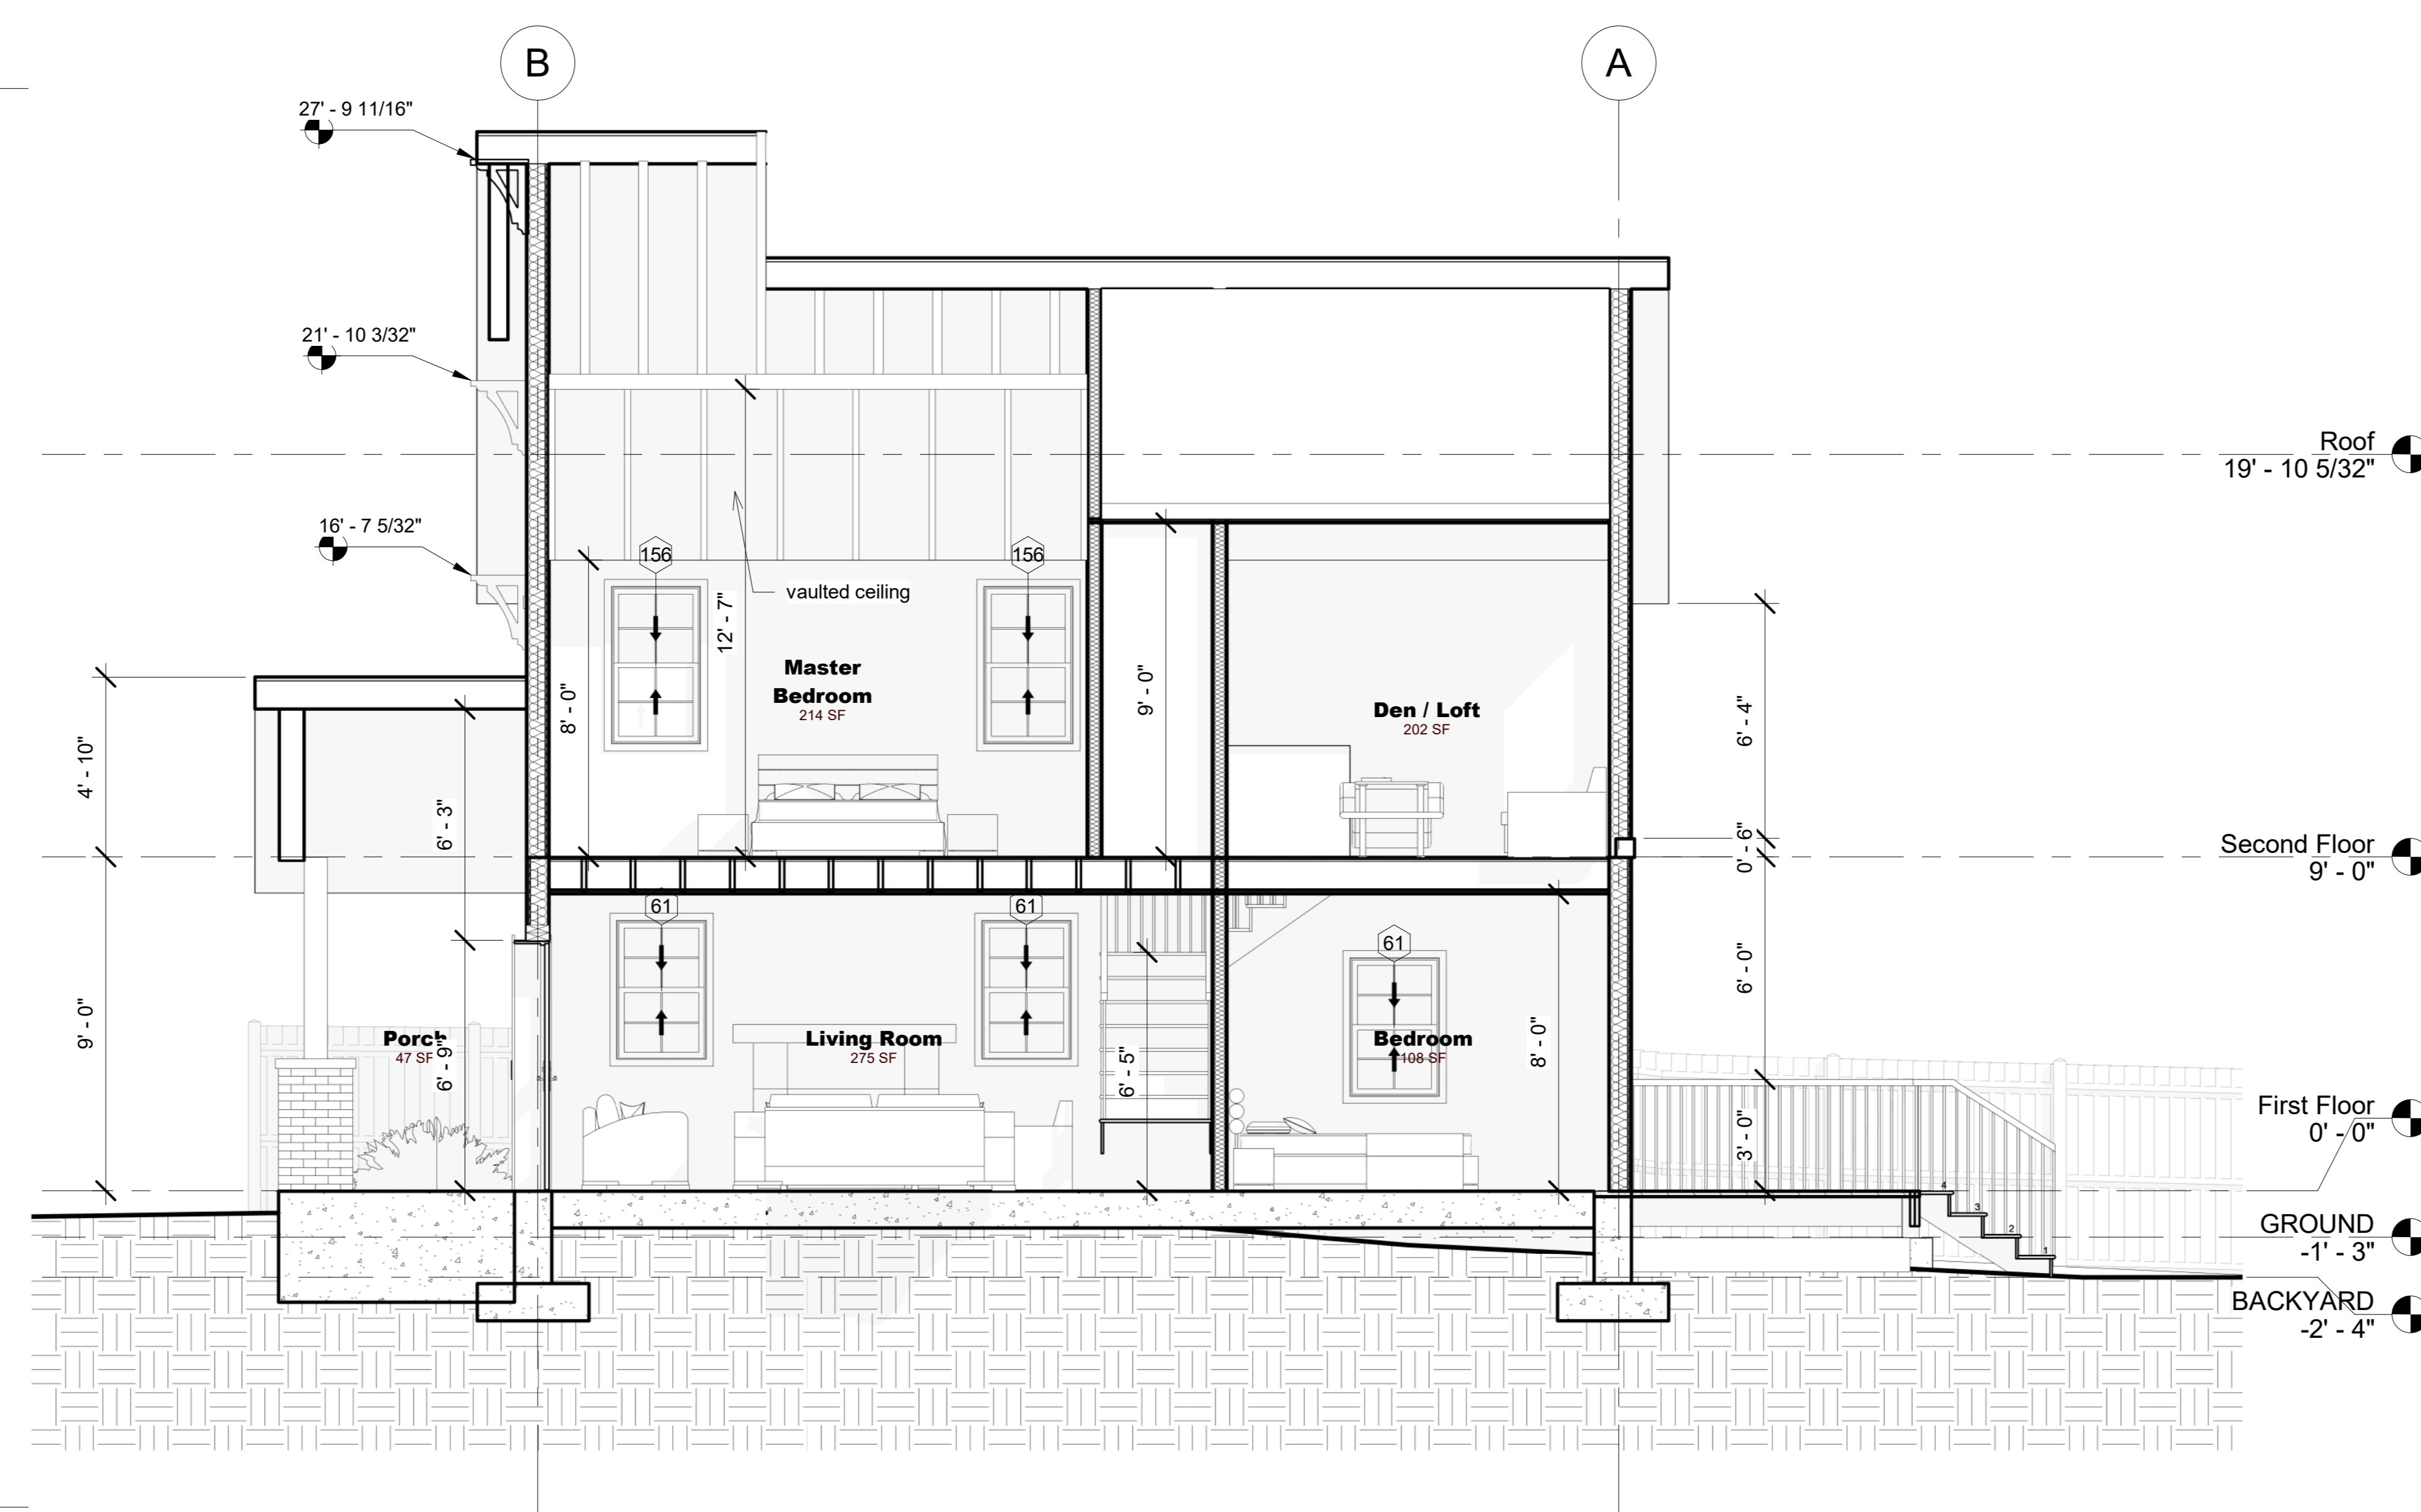 B
A
27' - 9 11/16"
21' - 10 3/32"
Roof
19' - 10 5/32"
16' - 7 5/32"
156
156
vaulted ceiling
12' - 7"
8' - 0"
Master
Bedroom
214 SF
9' - 0"
Den / Loft
202 SF
6' - 4"
4' - 10"
6' - 3"
0' - 6"
Second Floor
9' - 0"
61
61
61
6' - 0"
9' - 0"
Porch
47 SF
6' - 9"
Living Room
275 SF
6' - 5"
Bedroom
108 SF
8' - 0"
3' - 0"
First Floor
0' - 0"
4
3
2
1
GROUND
-1' - 3"
BACKYARD
-2' - 4"